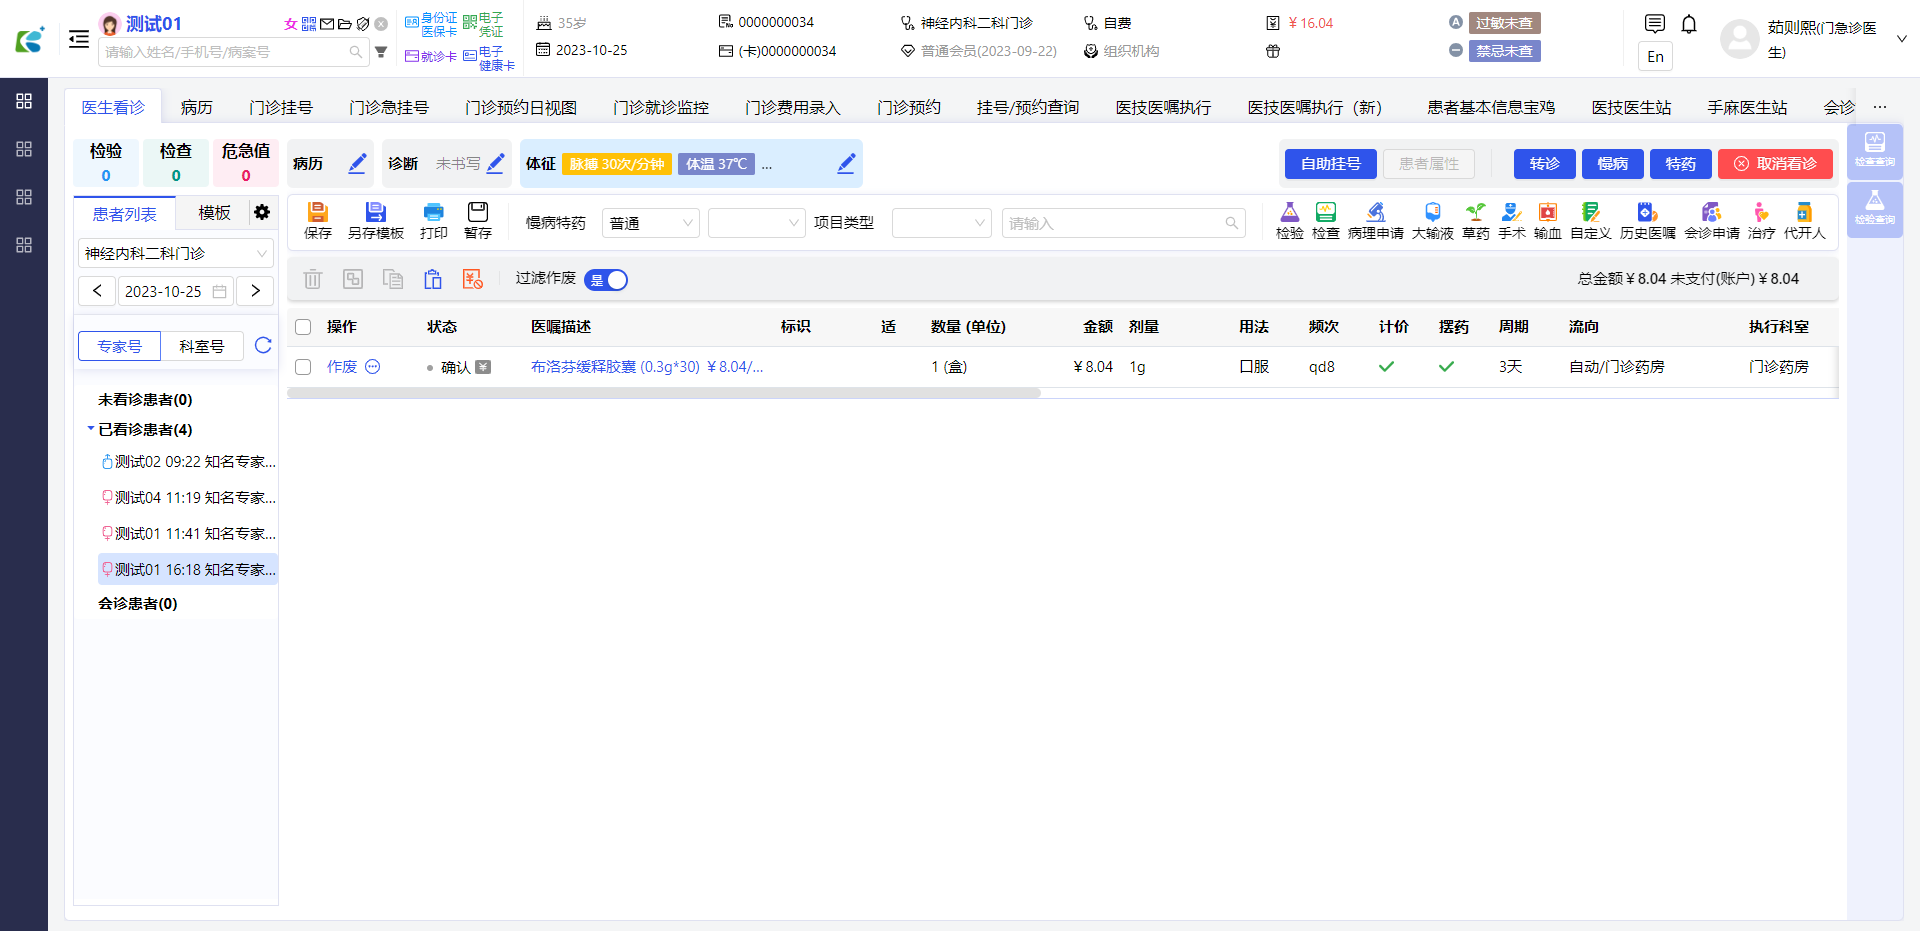 测试01
女
请输入姓名/手机号/病案号
身份证
医保卡
电子
凭证
就诊卡
电子
健康卡
35岁
2023-10-25
0000000034
(卡)0000000034
神经内科二科门诊
普通会员(2023-09-22)
自费
组织机构
￥16.04
过敏未查
禁忌未查
En
茹则熙(门急诊医
生)
医生看诊
病历
门诊挂号
门诊急挂号
门诊预约日视图
门诊就诊监控
门诊费用录入
门诊预约
挂号/预约查询
医技医嘱执行
医技医嘱执行（新）
患者基本信息宝鸡
医技医生站
手麻医生站
会诊
···
检验
0
检查
0
危急值
0
病历
诊断
未书写
体征
脉搏 30次/分钟
体温 37℃
...
自助挂号
患者属性
转诊
慢病
特药
取消看诊
检查查询
检验查询
患者列表
模板
保存
另存模板
打印
暂存
慢病特药
普通
项目类型
请输入
检验
检查
病理申请
大输液
草药
手术
输血
自定义
历史医嘱
会诊申请
治疗
代开人
神经内科二科门诊
2023-10-25
过滤作废
是
总金额￥8.04 未支付(账户)￥8.04
专家号
科室号
操作
状态
医嘱描述
标识
适
数量 (单位)
金额
剂量
用法
频次
计价
摆药
周期
流向
执行科室
作废
确认
布洛芬缓释胶囊 (0.3g*30) ￥8.04/...
1 (盒)
￥8.04
1g
口服
qd8
3天
自动/门诊药房
门诊药房
未看诊患者(0)
已看诊患者(4)
测试02 09:22 知名专家...
测试04 11:19 知名专家...
测试01 11:41 知名专家...
测试01 16:18 知名专家...
会诊患者(0)